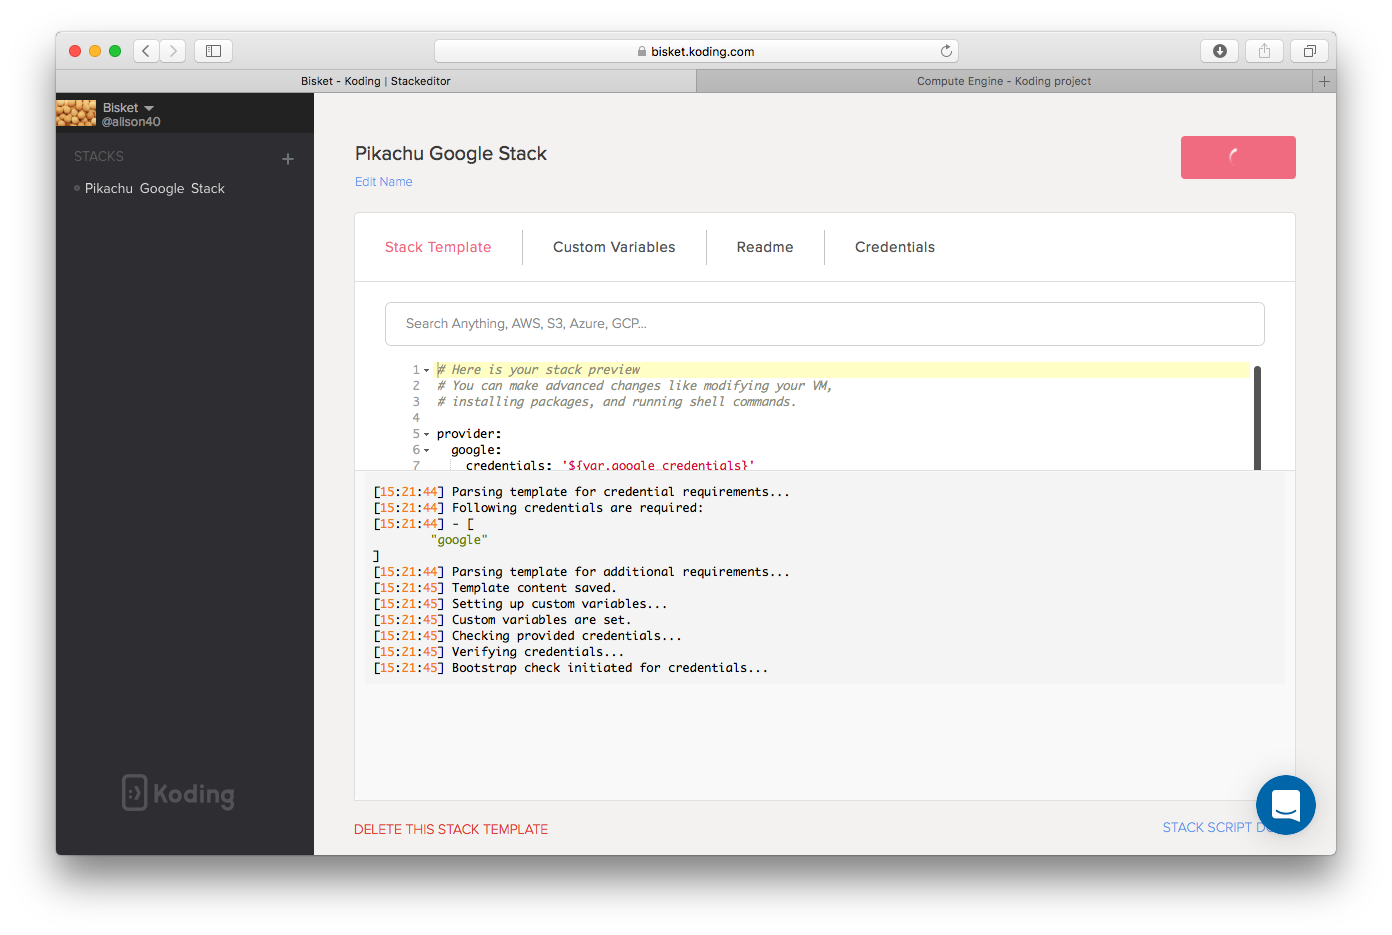 bisket.koding.com
Bisket - Koding | Stackeditor
Compute Engine - Koding project
Bisket
@alison40
STACKS
Pikachu Google Stack
Pikachu Google Stack
Edit Name
Stack Template
Custom Variables
Readme
Credentials
Search Anything, AWS, S3, Azure, GCP...
1 # Here is your stack preview
2 # You can make advanced changes like modifying your VM,
3 # installing packages, and running shell commands.
4
5 provider:
6 google:
7 credentials: '${var.google_credentials}'
[15:21:44] Parsing template for credential requirements...
[15:21:44] Following credentials are required:
[15:21:44] - [
"google"
]
[15:21:44] Parsing template for additional requirements...
[15:21:45] Template content saved.
[15:21:45] Setting up custom variables...
[15:21:45] Custom variables are set.
[15:21:45] Checking provided credentials...
[15:21:45] Verifying credentials...
[15:21:45] Bootstrap check initiated for credentials...
:) Koding
DELETE THIS STACK TEMPLATE
STACK SCRIPT